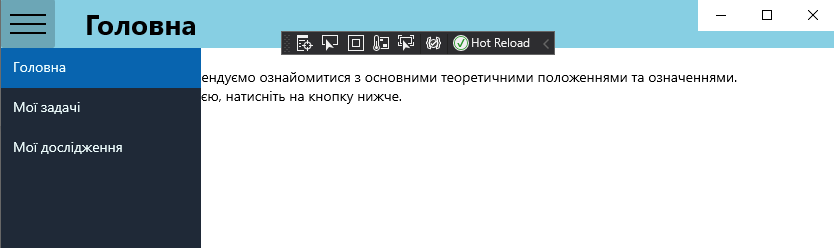 Головна
Hot Reload
Головна
ендуємо ознайомитися з основними теоретичними положеннями та означеннями.
єю, натисніть на кнопку нижче.
Мої задачі
Мої дослідження